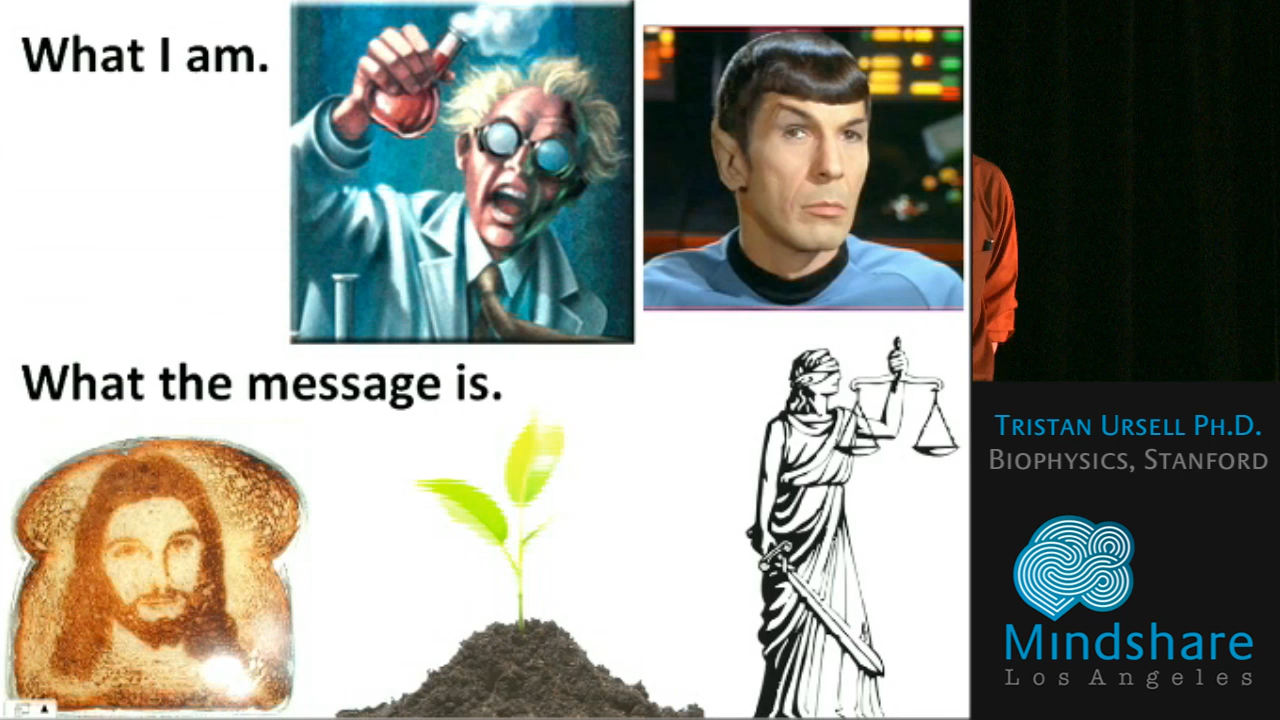 What I am.
What the message is.
TRISTAN URSELL PH.D.
BIOPHYSICS, STANFORD
Mindshare
Los Angeles